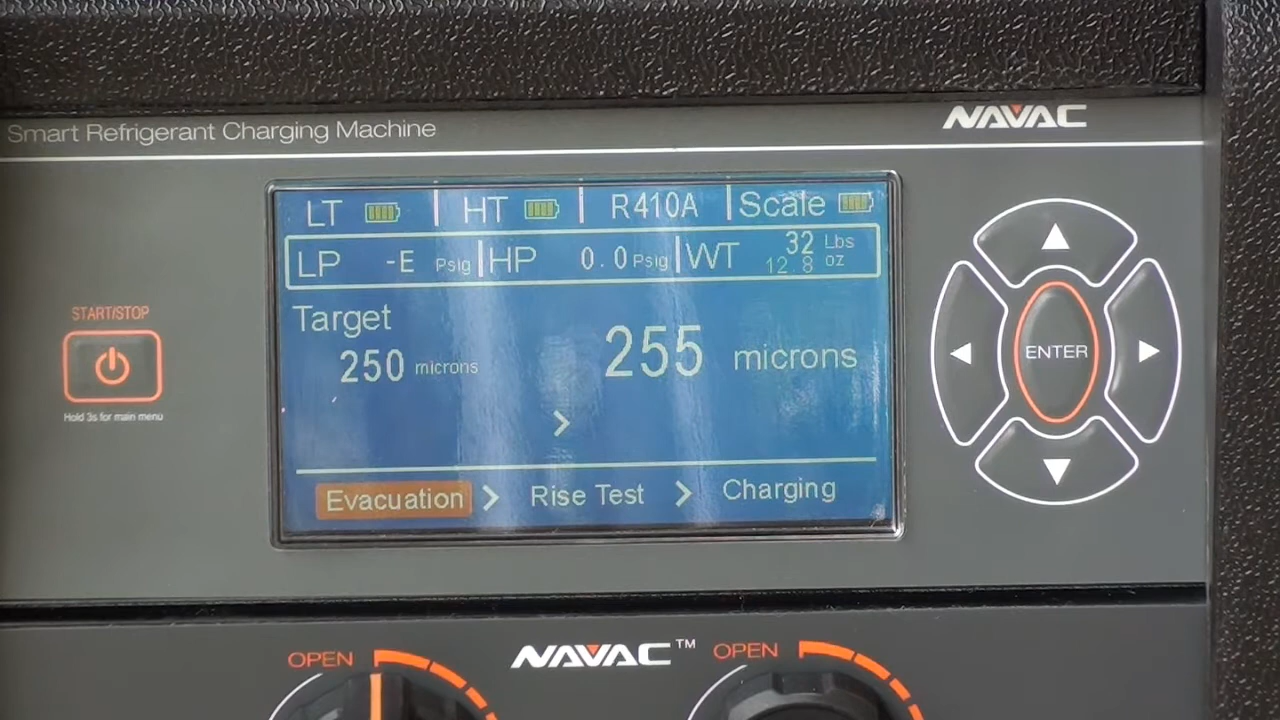 Smart Refrigerant Charging Machine
NAVAC
LT HT R410A Scale
LP -E Psig HP 0.0 Psig WT 32 Lbs 12.8 oz
Target
250 microns
255 microns
>
Evacuation > Rise Test > Charging
START/STOP
Hold 3s for main menu
ENTER
OPEN
NAVAC™
OPEN